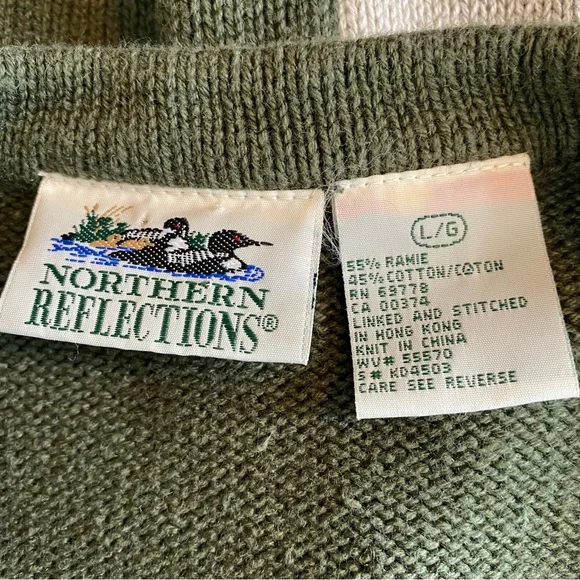 NORTHERN
REFLECTIONS®
L/G
55% RAMIE
45% COTTON/COTON
RN 69778
CA 00374
LINKED AND STITCHED
IN HONG KONG
KNIT IN CHINA
WV# 55570
S# KD4503
CARE SEE REVERSE